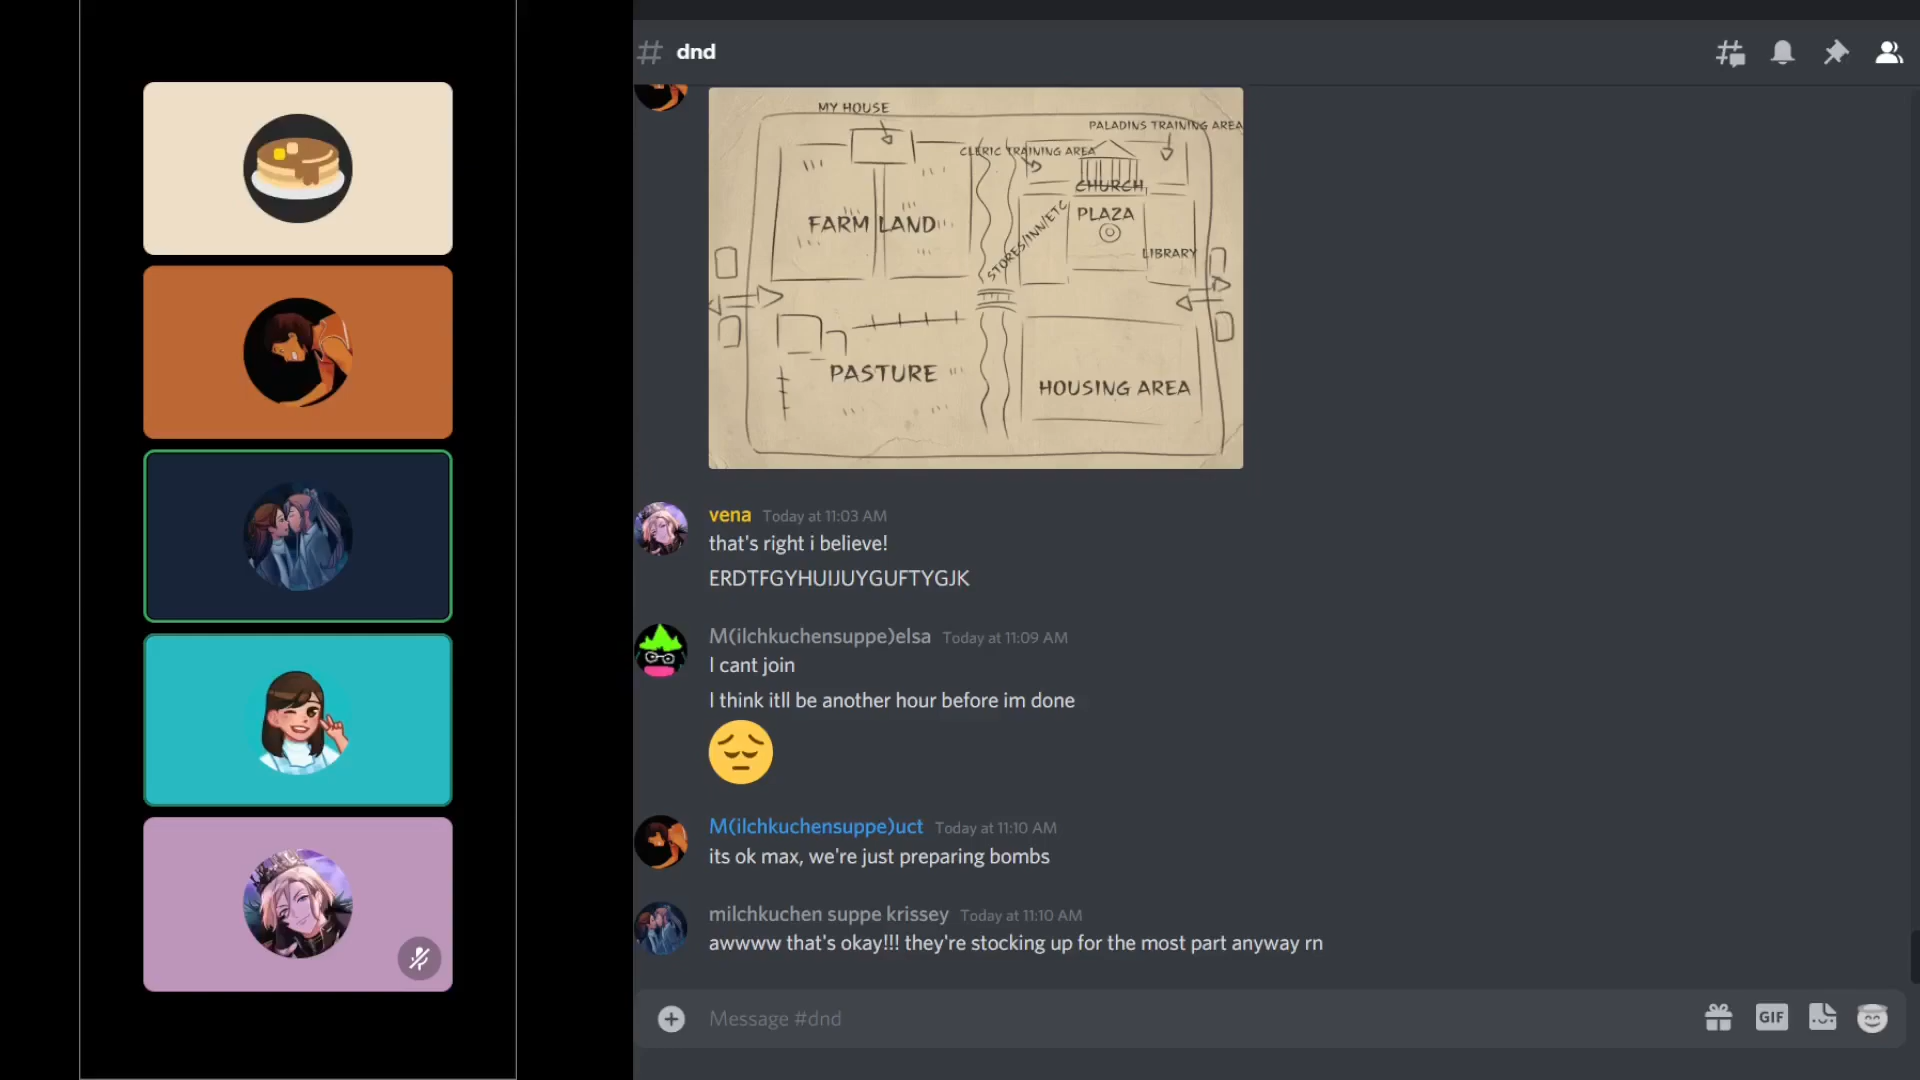 dnd
MY HOUSE
PALADINS TRAINING AREA
CLERIC TRAINING AREA
CHURCH
FARM LAND
PLAZA
STORES/INN/ETC
LIBRARY
PASTURE
HOUSING AREA
vena Today at 11:03 AM
that's right i believe!
ERDTFGYHUIJUYGUFTYGJK
M(ilchkuchensuppe)elsa Today at 11:09 AM
I cant join
I think itll be another hour before im done
M(ilchkuchensuppe)uct Today at 11:10 AM
its ok max, we're just preparing bombs
milchkuchen suppe krissey Today at 11:10 AM
awwww that's okay!!! they're stocking up for the most part anyway rn
Message #dnd
GIF